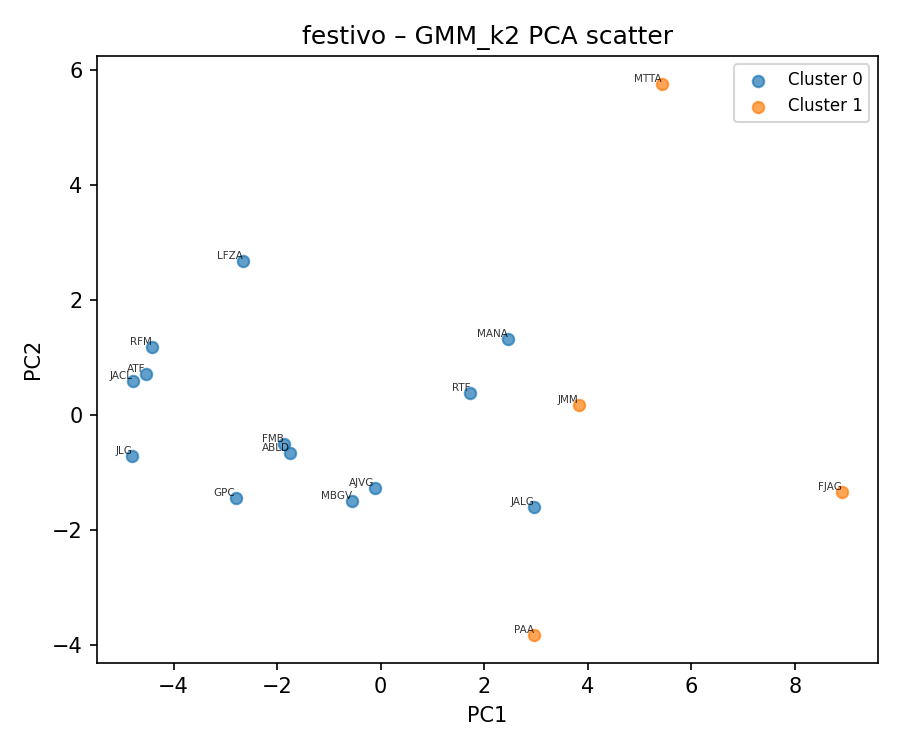 festivo – GMM_k2 PCA scatter
Cluster 0
Cluster 1
PC2
6
4
2
0
−2
−4
MTTA
LFZA
RFM
ATF
JACL
JLG
MANA
RTF
JMM
FMB
ABLD
GPC
AJVG
MBGV
JALG
FJAG
PAA
−4
−2
0
2
4
6
8
PC1